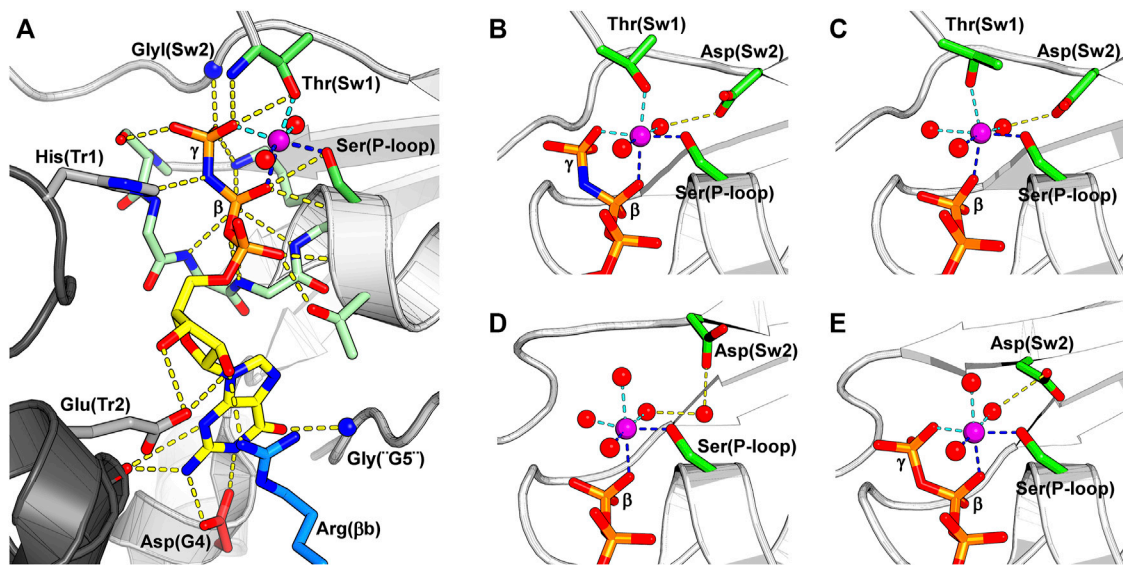 A
GlyI(Sw2)
Thr(Sw1)
γ
His(Tr1)
Ser(P-loop)
β
Glu(Tr2)
Gly(¨G5¨)
Arg(βb)
Asp(G4)
B
Thr(Sw1)
Asp(Sw2)
γ
β
Ser(P-loop)
C
Thr(Sw1)
Asp(Sw2)
β
Ser(P-loop)
D
Asp(Sw2)
Ser(P-loop)
β
E
Asp(Sw2)
γ
β
Ser(P-loop)